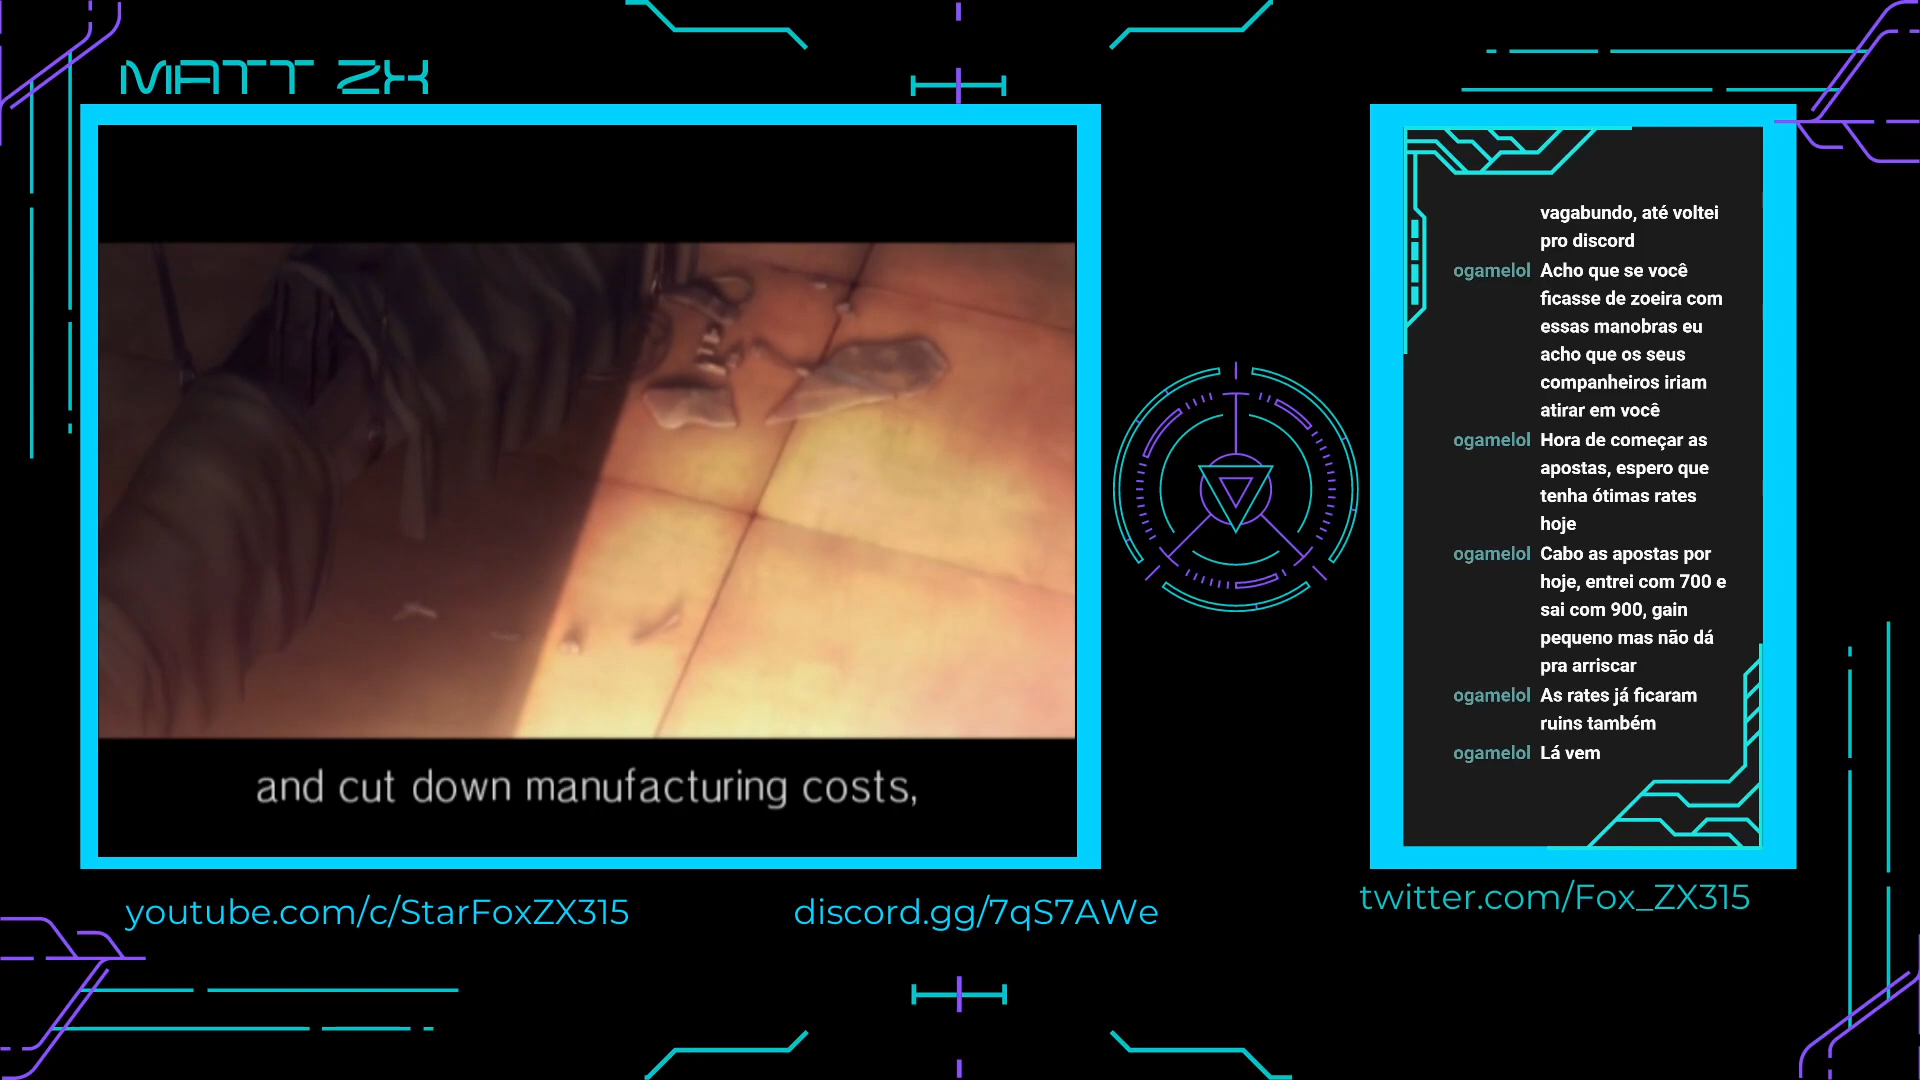 MATT ZX
and cut down manufacturing costs,
vagabundo, até voltei
pro discord
ogamelol Acho que se você
ficasse de zoeira com
essas manobras eu
acho que os seus
companheiros iriam
atirar em você
ogamelol Hora de começar as
apostas, espero que
tenha ótimas rates
hoje
ogamelol Cabo as apostas por
hoje, entrei com 700 e
sai com 900, gain
pequeno mas não dá
pra arriscar
ogamelol As rates já ficaram
ruins também
ogamelol Lá vem
youtube.com/c/StarFoxZX315
discord.gg/7qS7AWe
twitter.com/Fox_ZX315